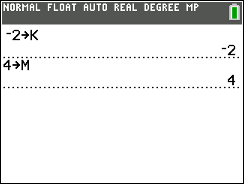 NORMAL FLOAT AUTO REAL DEGREE MP
⁻2→K
⁻2
4→M
4